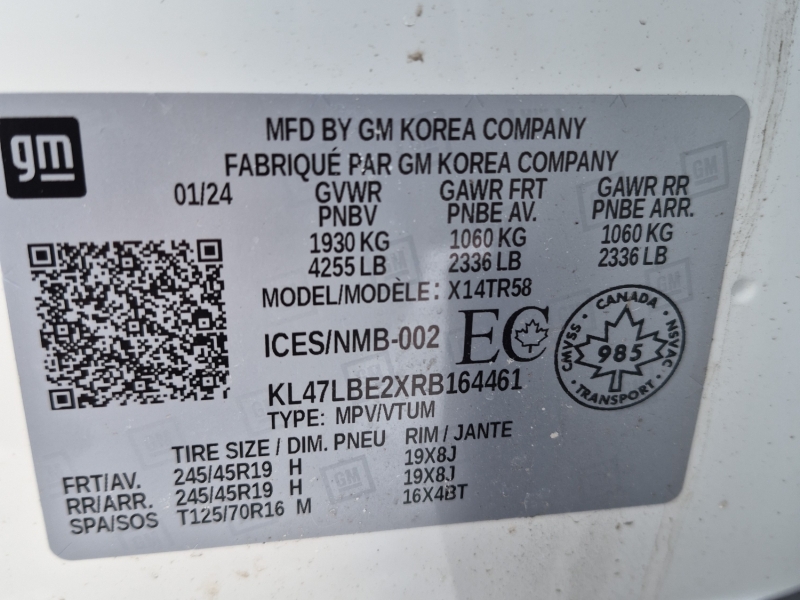 gm
MFD BY GM KOREA COMPANY
FABRIQUÉ PAR GM KOREA COMPANY
01/24 GVWR GAWR FRT GAWR RR
PNBV PNBE AV. PNBE ARR.
1930 KG 1060 KG 1060 KG
4255 LB 2336 LB 2336 LB
MODEL/MODÈLE: X14TR58
ICES/NMB-002 EC
CANADA
CMVSS 985 NSVAC
TRANSPORT
KL47LBE2XRB164461
TYPE: MPV/VTUM
TIRE SIZE / DIM. PNEU RIM / JANTE
FRT/AV. 245/45R19 H 19X8J
RR/ARR. 245/45R19 H 19X8J
SPA/SOS T125/70R16 M 16X4BT